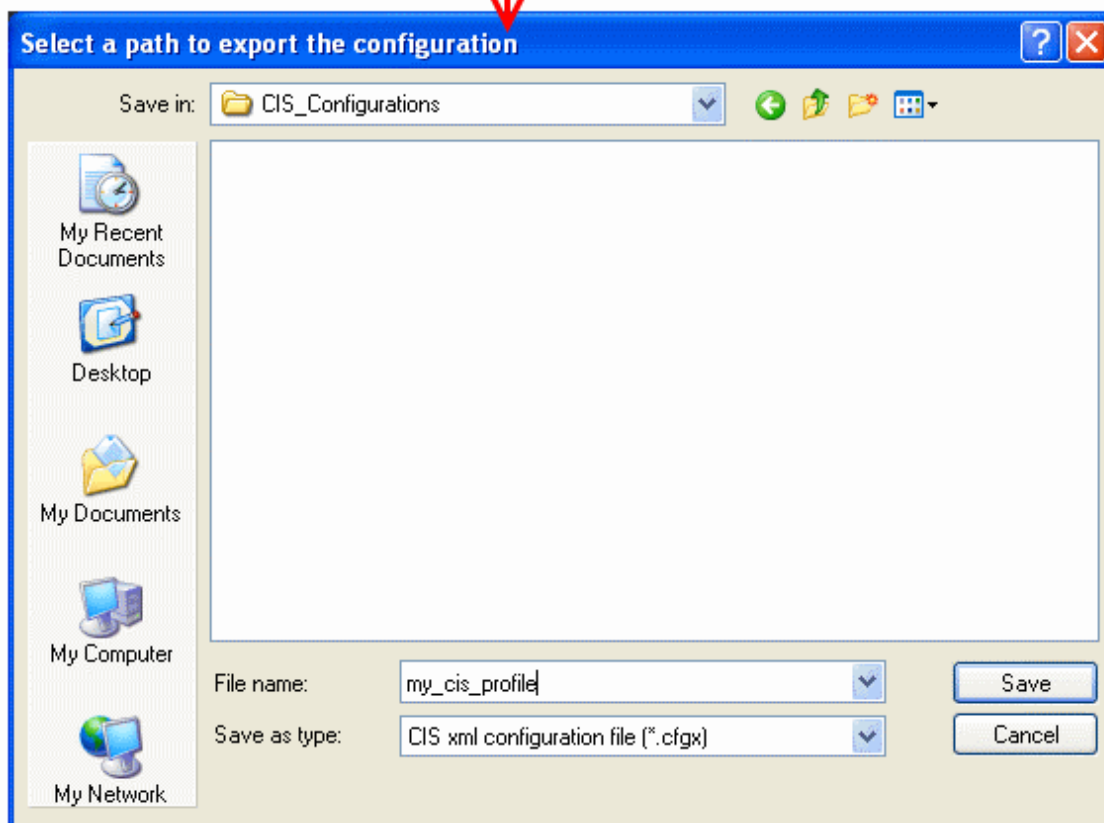 Select a path to export the configuration
Save in:
CIS_Configurations
My Recent
Documents
Desktop
My Documents
My Computer
My Network
File name:
my_cis_profile
Save
Save as type:
CIS xml configuration file (*.cfgx)
Cancel